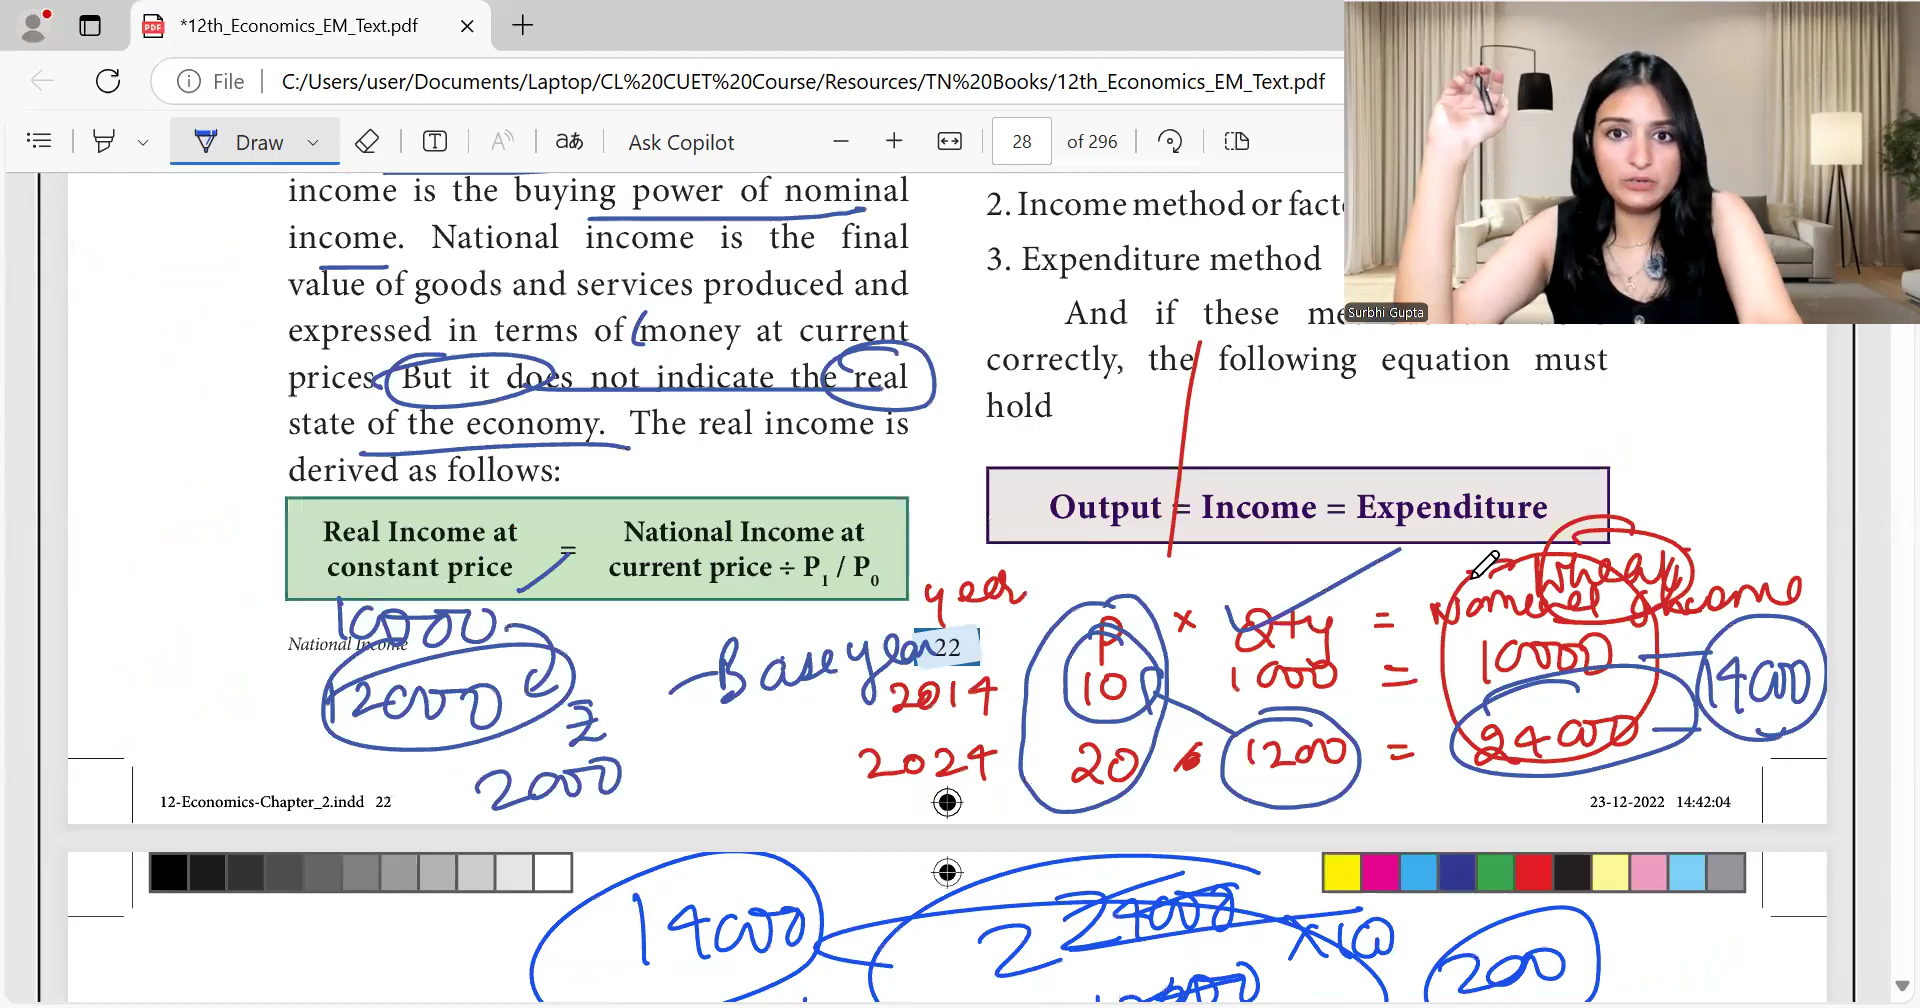 *12th_Economics_EM_Text.pdf
File
C:/Users/user/Documents/Laptop/CL%20CUET%20Course/Resources/TN%20Books/12th_Economics_EM_Text.pdf
Draw
Ask Copilot
28
of 296
income is the buying power of nominal
income. National income is the final
value of goods and services produced and
expressed in terms of money at current
prices. But it does not indicate the real
state of the economy. The real income is
derived as follows:
Real Income at constant price = National Income at current price ÷ P1 / P0
10000
12000
2000
National Income
22
12-Economics-Chapter_2.indd 22
2. Income method or fact
3. Expenditure method
And if these me
correctly, the following equation must
hold
Output = Income = Expenditure
Surbhi Gupta
wheat
year P × Qty = Nominal Income
Base year 2014 10 1000 = 10000 14000
2024 20 1200 = 24000
23-12-2022 14:42:04
14000
2 24000 ×100
200